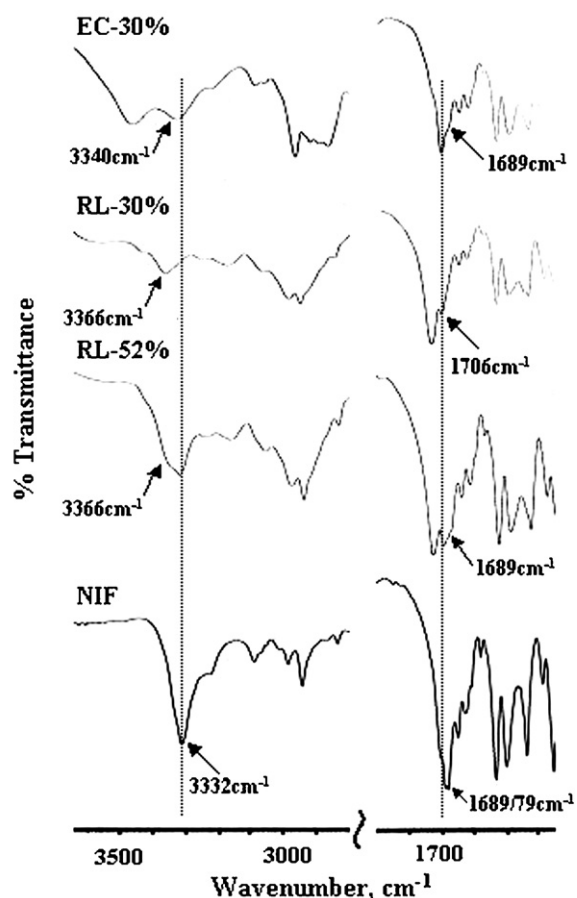 EC-30%
3340cm-1
1689cm-1
RL-30%
3366cm-1
1706cm-1
RL-52%
3366cm-1
1689cm-1
NIF
3332cm-1
1689/79cm-1
% Transmittance
3500
3000
1700
Wavenumber, cm-1